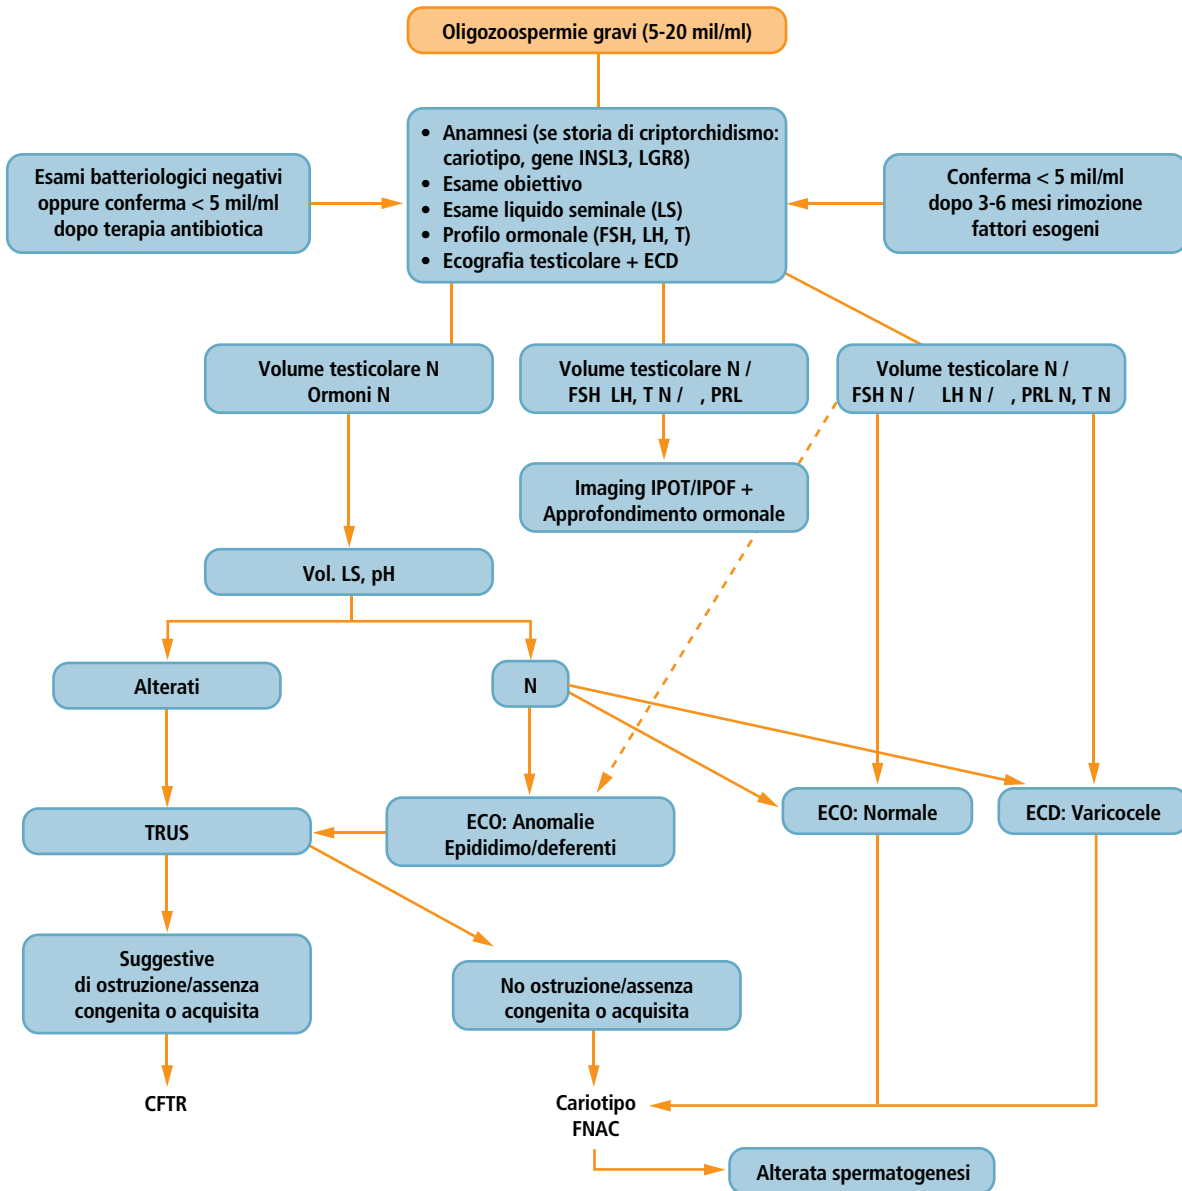 Oligozoospermie gravi (5-20 mil/ml)
• Anamnesi (se storia di criptorchidismo:
cariotipo, gene INSL3, LGR8)
• Esame obiettivo
• Esame liquido seminale (LS)
• Profilo ormonale (FSH, LH, T)
• Ecografia testicolare + ECD
Esami batteriologici negativi
oppure conferma < 5 mil/ml
dopo terapia antibiotica
Conferma < 5 mil/ml
dopo 3-6 mesi rimozione
fattori esogeni
Volume testicolare N
Ormoni N
Volume testicolare N /
FSH LH, T N / , PRL
Volume testicolare N /
FSH N / LH N / , PRL N, T N
Imaging IPOT/IPOF +
Approfondimento ormonale
Vol. LS, pH
Alterati
N
TRUS
ECO: Anomalie
Epididimo/deferenti
ECO: Normale
ECD: Varicocele
Suggestive
di ostruzione/assenza
congenita o acquisita
No ostruzione/assenza
congenita o acquisita
CFTR
Cariotipo
FNAC
Alterata spermatogenesi